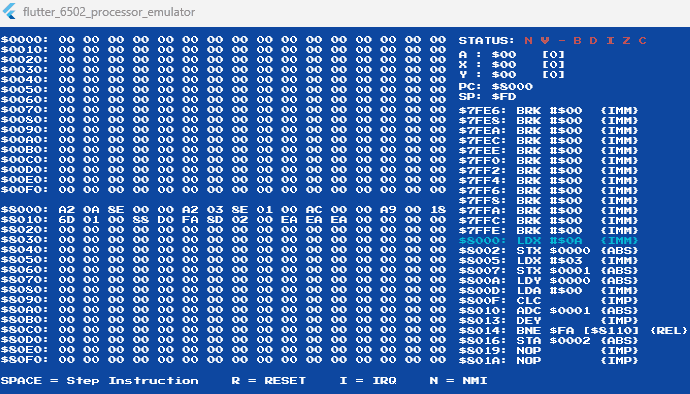 flutter_6502_processor_emulator
$0000: 00 00 00 00 00 00 00 00 00 00 00 00 00 00 00 00
$0010: 00 00 00 00 00 00 00 00 00 00 00 00 00 00 00 00
$0020: 00 00 00 00 00 00 00 00 00 00 00 00 00 00 00 00
$0030: 00 00 00 00 00 00 00 00 00 00 00 00 00 00 00 00
$0040: 00 00 00 00 00 00 00 00 00 00 00 00 00 00 00 00
$0050: 00 00 00 00 00 00 00 00 00 00 00 00 00 00 00 00
$0060: 00 00 00 00 00 00 00 00 00 00 00 00 00 00 00 00
$0070: 00 00 00 00 00 00 00 00 00 00 00 00 00 00 00 00
$0080: 00 00 00 00 00 00 00 00 00 00 00 00 00 00 00 00
$0090: 00 00 00 00 00 00 00 00 00 00 00 00 00 00 00 00
$00A0: 00 00 00 00 00 00 00 00 00 00 00 00 00 00 00 00
$00B0: 00 00 00 00 00 00 00 00 00 00 00 00 00 00 00 00
$00C0: 00 00 00 00 00 00 00 00 00 00 00 00 00 00 00 00
$00D0: 00 00 00 00 00 00 00 00 00 00 00 00 00 00 00 00
$00E0: 00 00 00 00 00 00 00 00 00 00 00 00 00 00 00 00
$00F0: 00 00 00 00 00 00 00 00 00 00 00 00 00 00 00 00
$8000: A2 0A 8E 00 00 A2 03 8E 01 00 AC 00 00 A9 00 18
$8010: 6D 01 00 88 D0 FA 8D 02 00 EA EA EA 00 00 00 00
$8020: 00 00 00 00 00 00 00 00 00 00 00 00 00 00 00 00
$8030: 00 00 00 00 00 00 00 00 00 00 00 00 00 00 00 00
$8040: 00 00 00 00 00 00 00 00 00 00 00 00 00 00 00 00
$8050: 00 00 00 00 00 00 00 00 00 00 00 00 00 00 00 00
$8060: 00 00 00 00 00 00 00 00 00 00 00 00 00 00 00 00
$8070: 00 00 00 00 00 00 00 00 00 00 00 00 00 00 00 00
$8080: 00 00 00 00 00 00 00 00 00 00 00 00 00 00 00 00
$8090: 00 00 00 00 00 00 00 00 00 00 00 00 00 00 00 00
$80A0: 00 00 00 00 00 00 00 00 00 00 00 00 00 00 00 00
$80B0: 00 00 00 00 00 00 00 00 00 00 00 00 00 00 00 00
$80C0: 00 00 00 00 00 00 00 00 00 00 00 00 00 00 00 00
$80D0: 00 00 00 00 00 00 00 00 00 00 00 00 00 00 00 00
$80E0: 00 00 00 00 00 00 00 00 00 00 00 00 00 00 00 00
$80F0: 00 00 00 00 00 00 00 00 00 00 00 00 00 00 00 00
STATUS: N V - B D I Z C
A : $00 [0]
X : $00 [0]
Y : $00 [0]
PC: $8000
SP: $FD
$7FE6: BRK #$00 {IMM}
$7FE8: BRK #$00 {IMM}
$7FEA: BRK #$00 {IMM}
$7FEC: BRK #$00 {IMM}
$7FEE: BRK #$00 {IMM}
$7FF0: BRK #$00 {IMM}
$7FF2: BRK #$00 {IMM}
$7FF4: BRK #$00 {IMM}
$7FF6: BRK #$00 {IMM}
$7FF8: BRK #$00 {IMM}
$7FFA: BRK #$00 {IMM}
$7FFC: BRK #$00 {IMM}
$7FFE: BRK #$00 {IMM}
$8000: LDX #$0A {IMM}
$8002: STX $0000 {ABS}
$8005: LDX #$03 {IMM}
$8007: STX $0001 {ABS}
$800A: LDY $0000 {ABS}
$800D: LDA #$00 {IMM}
$800F: CLC {IMP}
$8010: ADC $0001 {ABS}
$8013: DEY {IMP}
$8014: BNE $FA [$8110] {REL}
$8016: STA $0002 {ABS}
$8019: NOP {IMP}
$801A: NOP {IMP}
SPACE = Step Instruction R = RESET I = IRQ N = NMI